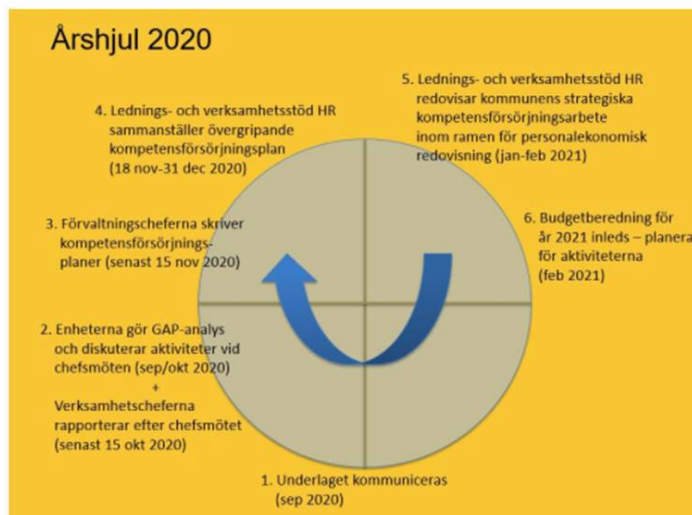 Årshjul 2020
4. Lednings- och verksamhetsstöd HR
sammanställer övergripande
kompetensförsörjningsplan
(18 nov-31 dec 2020)
5. Lednings- och verksamhetsstöd HR
redovisar kommunens strategiska
kompetensförsörjningsarbete
inom ramen för personalekonomisk
redovisning (jan-feb 2021)
3. Förvaltningscheferna skriver
kompetensförsörjnings-
planer (senast 15 nov 2020)
6. Budgetberedning för
år 2021 inleds – planera
för aktiviteterna
(feb 2021)
2. Enheterna gör GAP-analys
och diskuterar aktiviteter vid
chefsmöten (sep/okt 2020)
+
Verksamhetscheferna
rapporterar efter chefsmötet
(senast 15 okt 2020)
1. Underlaget kommuniceras
(sep 2020)